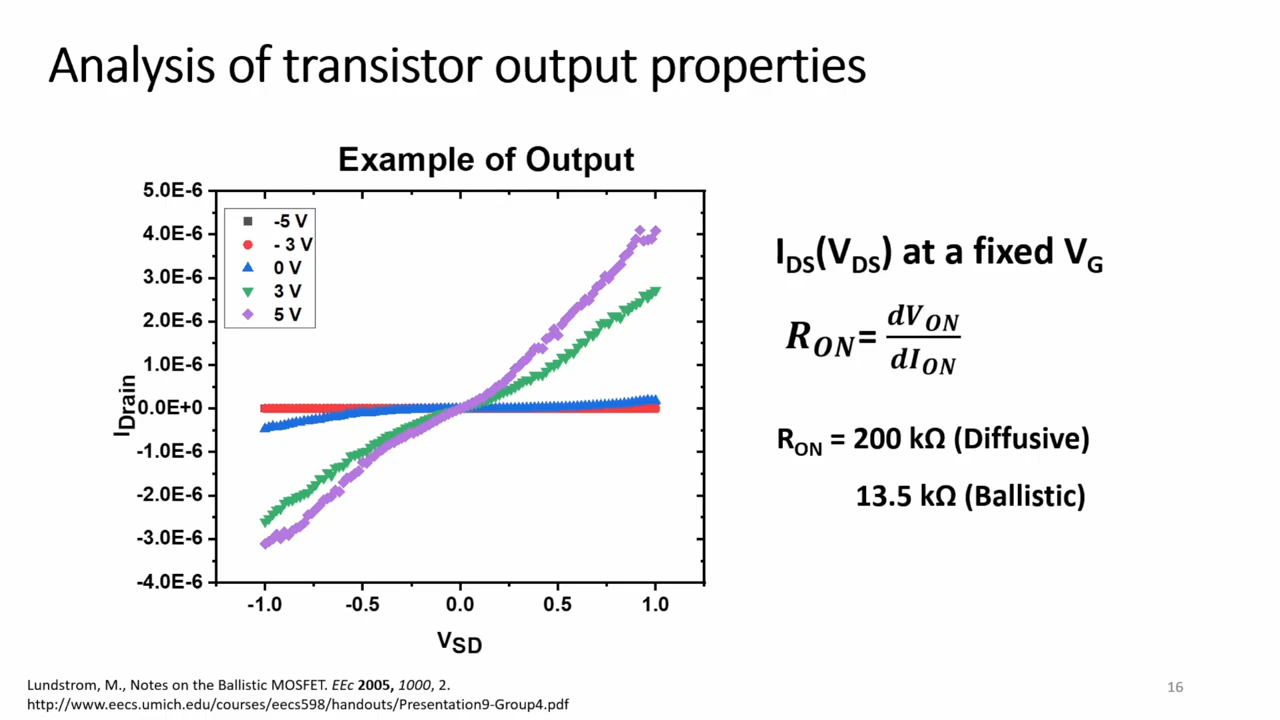 Analysis of transistor output properties
Example of Output
5.0E-6
4.0E-6
3.0E-6
2.0E-6
1.0E-6
0.0E+0
-1.0E-6
-2.0E-6
-3.0E-6
-4.0E-6
-5 V
- 3 V
0 V
3 V
5 V
IDrain
-1.0 -0.5 0.0 0.5 1.0
VSD
IDS(VDS) at a fixed VG
RON= dVON
dION
RON = 200 kΩ (Diffusive)
13.5 kΩ (Ballistic)
Lundstrom, M., Notes on the Ballistic MOSFET. EEc 2005, 1000, 2.
http://www.eecs.umich.edu/courses/eecs598/handouts/Presentation9-Group4.pdf
16